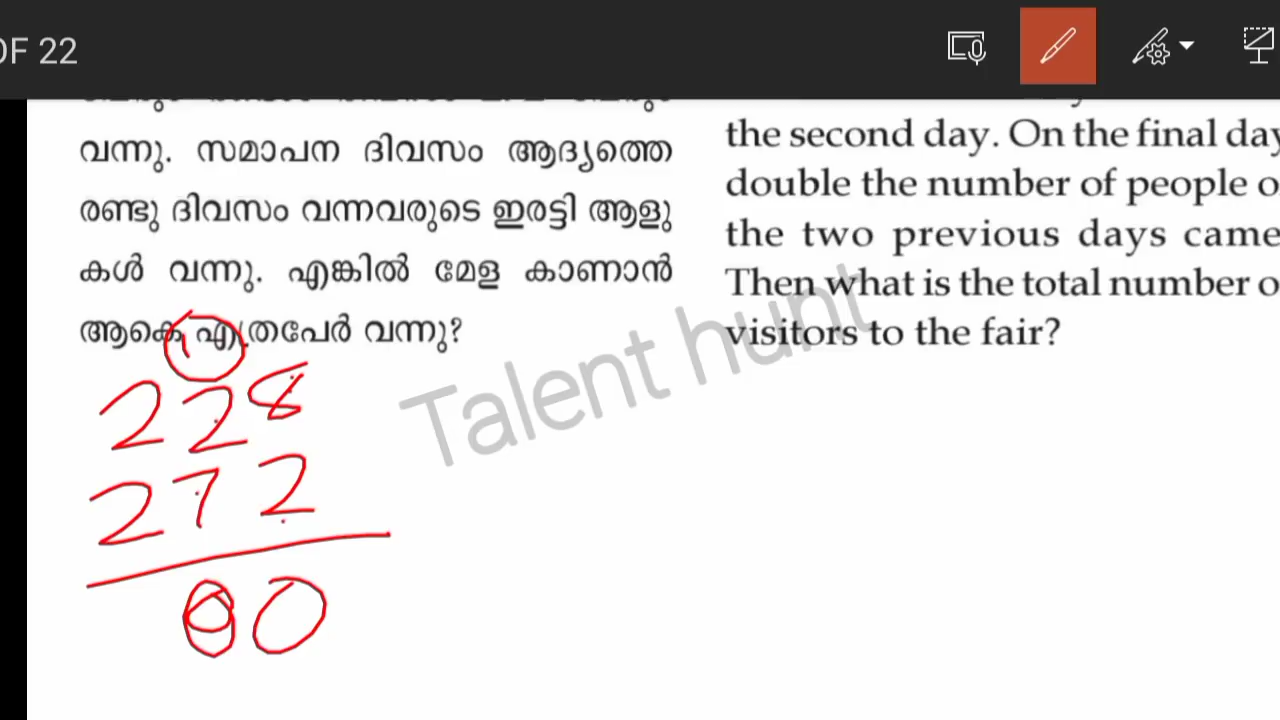 OF 22
വന്നു. സമാപന ദിവസം ആദ്യത്തെ
രണ്ടു ദിവസം വന്നവരുടെ ഇരട്ടി ആളു
കൾ വന്നു. എങ്കിൽ മേള കാണാൻ
ആകെ എത്രപേർ വന്നു?
the second day. On the final day
double the number of people o
the two previous days came
Then what is the total number o
visitors to the fair?
Talent hunt
1
228
272
0